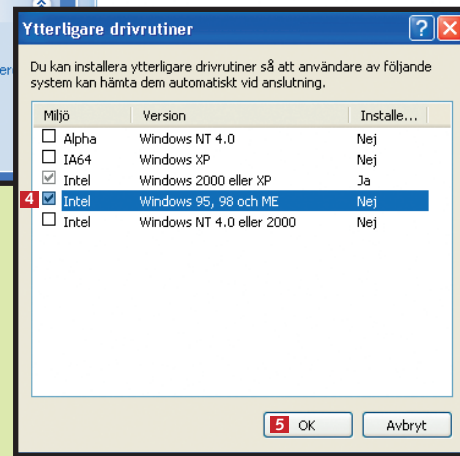 Ytterligare drivrutiner
Du kan installera ytterligare drivrutiner så att användare av följande
system kan hämta dem automatiskt vid anslutning.
Miljö Version Installe...
Alpha Windows NT 4.0 Nej
IA64 Windows XP Nej
Intel Windows 2000 eller XP Ja
4 Intel Windows 95, 98 och ME Nej
Intel Windows NT 4.0 eller 2000 Nej
5 OK Avbryt